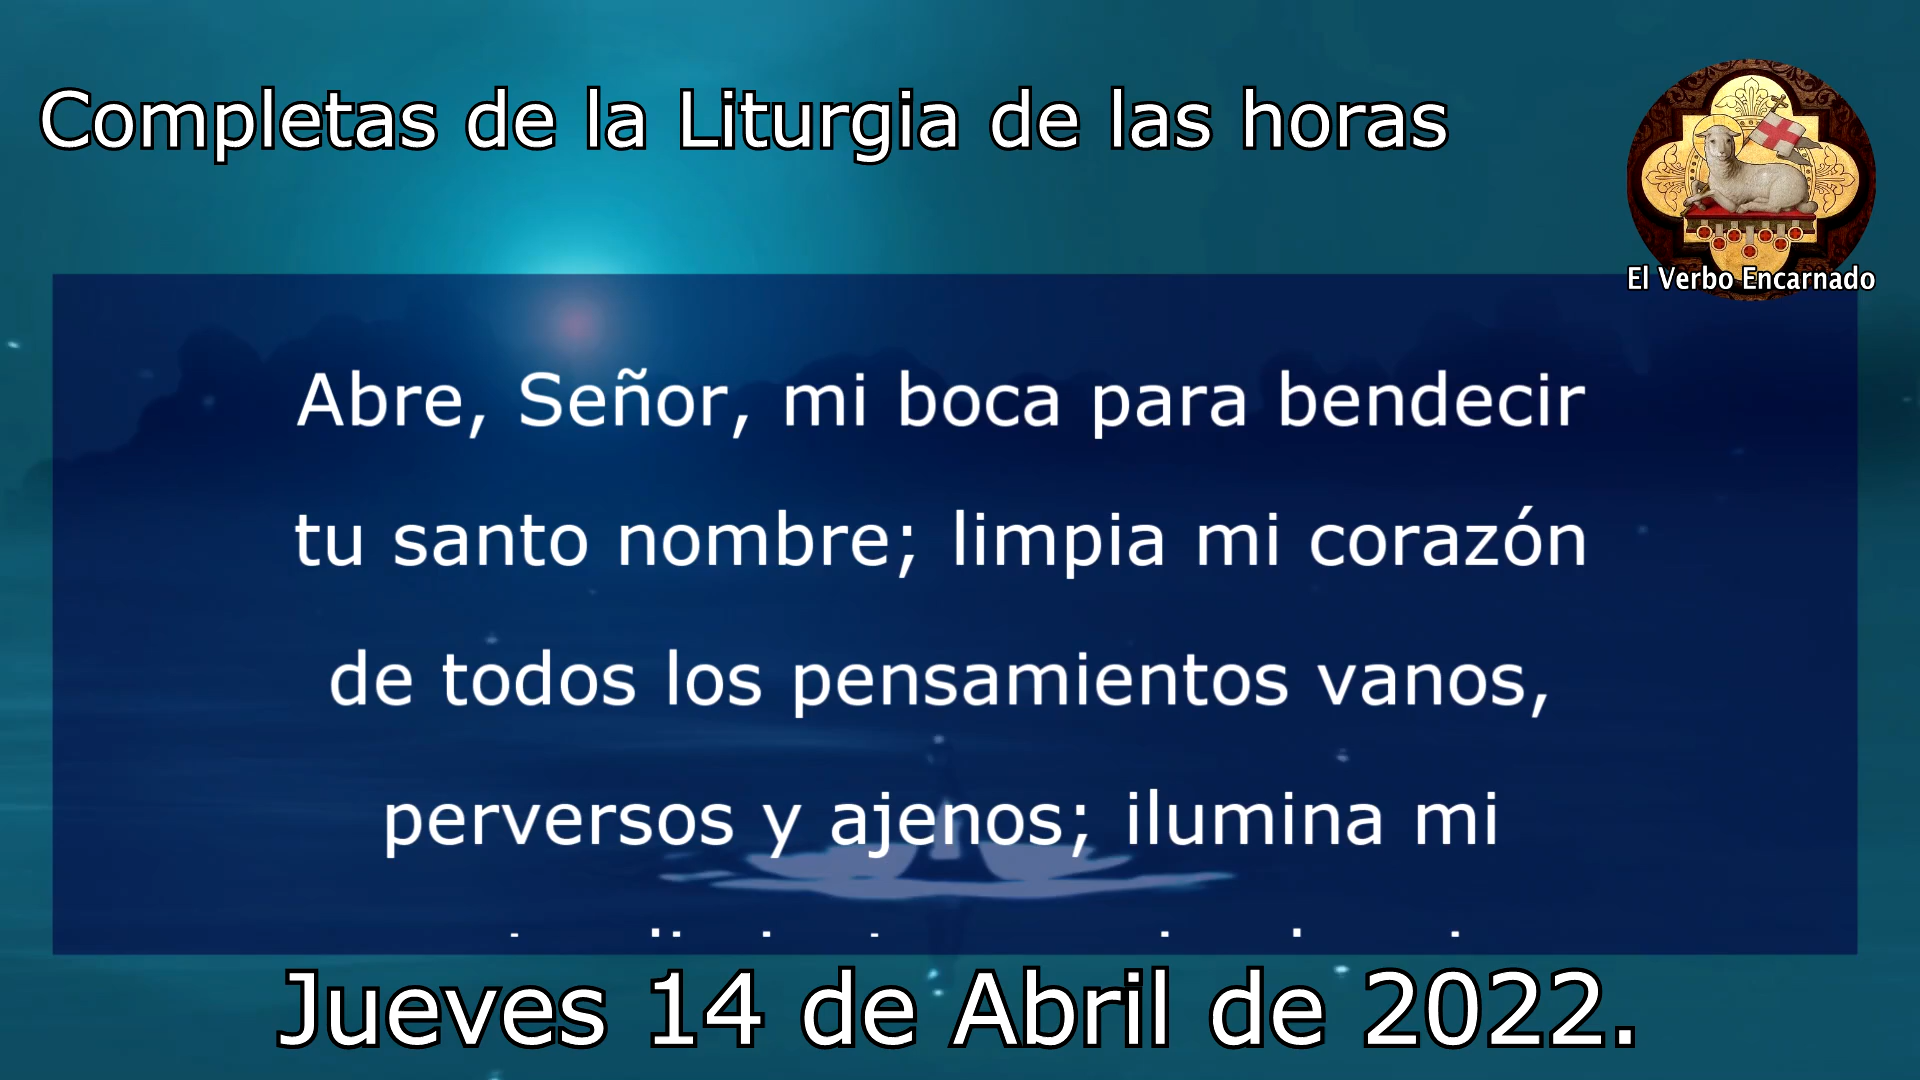 Completas de la Liturgia de las horas
El Verbo Encarnado
Abre, Señor, mi boca para bendecir
tu santo nombre; limpia mi corazón
de todos los pensamientos vanos,
perversos y ajenos; ilumina mi
Jueves 14 de Abril de 2022.